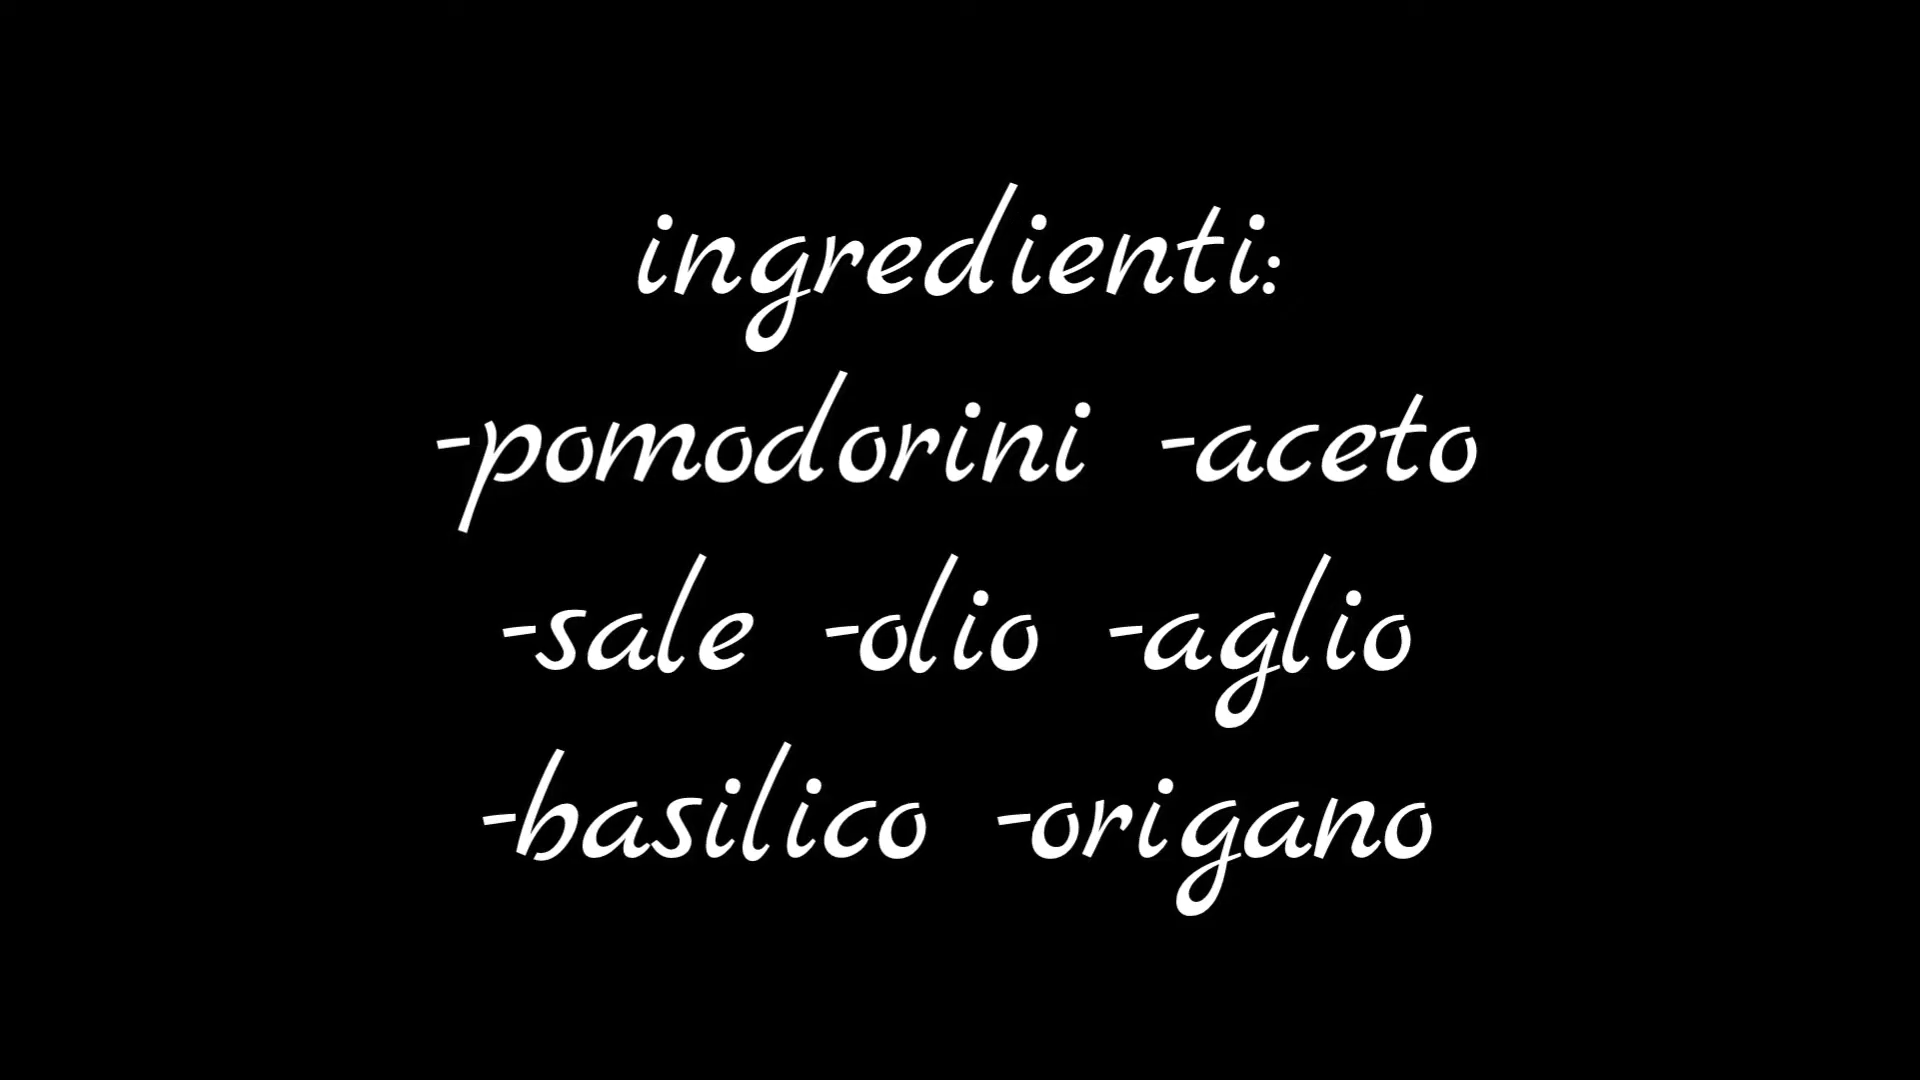 ingredienti:
-pomodorini -aceto
-sale -olio -aglio
-basilico -origano